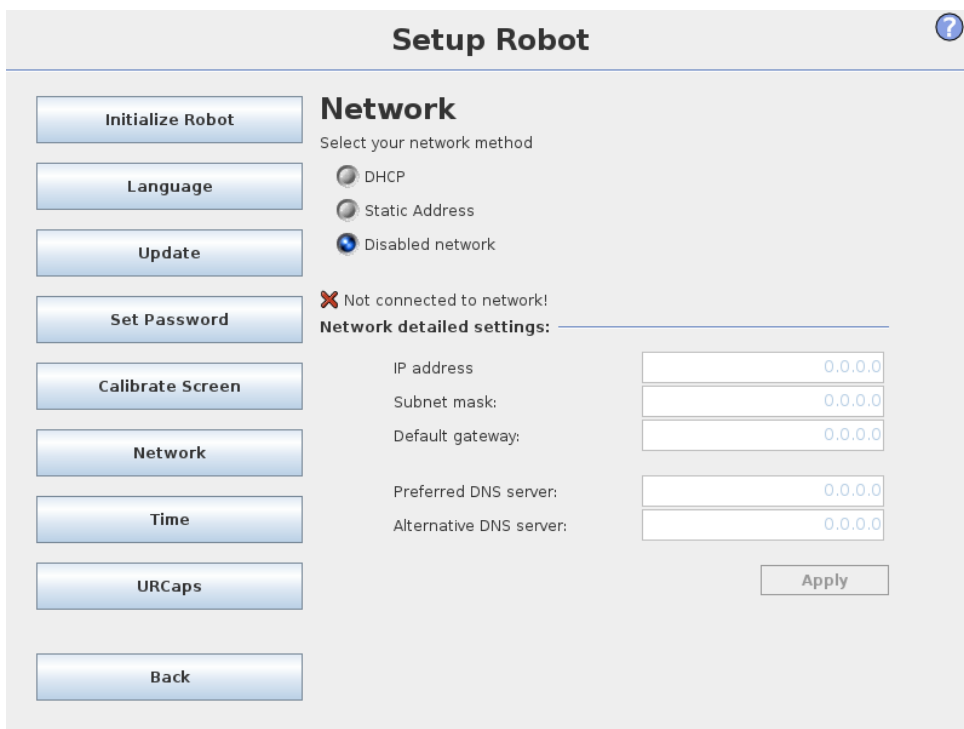 Setup Robot
?
Initialize Robot
Language
Update
Set Password
Calibrate Screen
Network
Time
URCaps
Back
Network
Select your network method
DHCP
Static Address
Disabled network
Not connected to network!
Network detailed settings:
IP address 0.0.0.0
Subnet mask: 0.0.0.0
Default gateway: 0.0.0.0
Preferred DNS server: 0.0.0.0
Alternative DNS server: 0.0.0.0
Apply